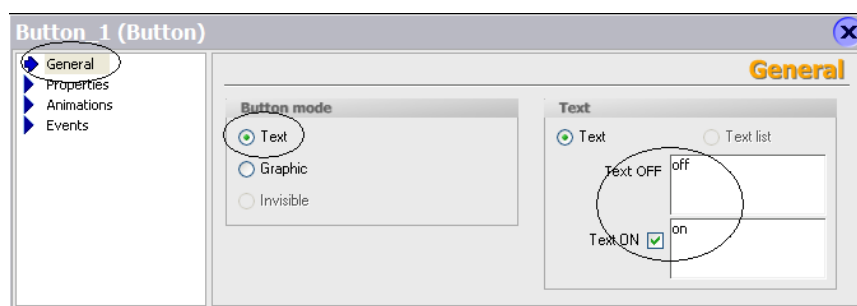 Button_1 (Button)
General
Properties
Animations
Events
General
Button mode
Text
Graphic
Invisible
Text
Text
Text list
Text OFF
off
Text ON
on